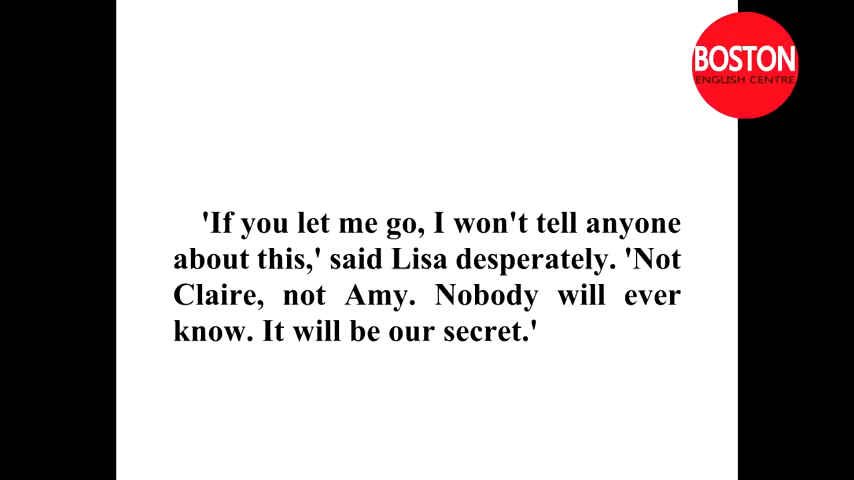 BOSTON
ENGLISH CENTRE
'If you let me go, I won't tell anyone
about this,' said Lisa desperately. 'Not
Claire, not Amy. Nobody will ever
know. It will be our secret.'